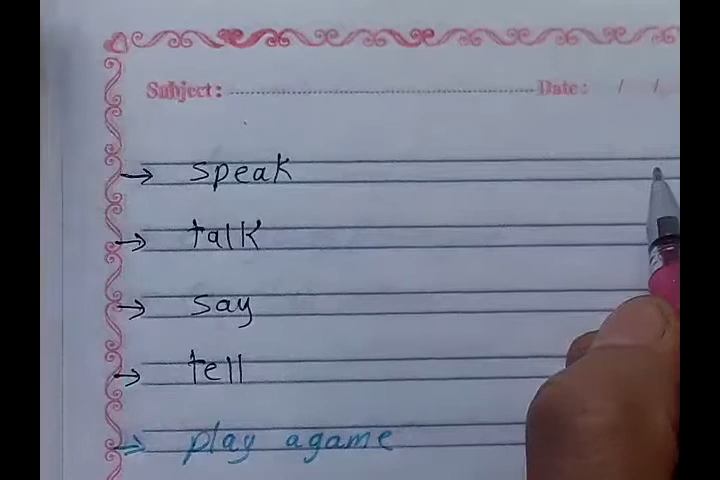 Subject: Date: / /
→ speak
→ talk
→ say
→ tell
→ play agame